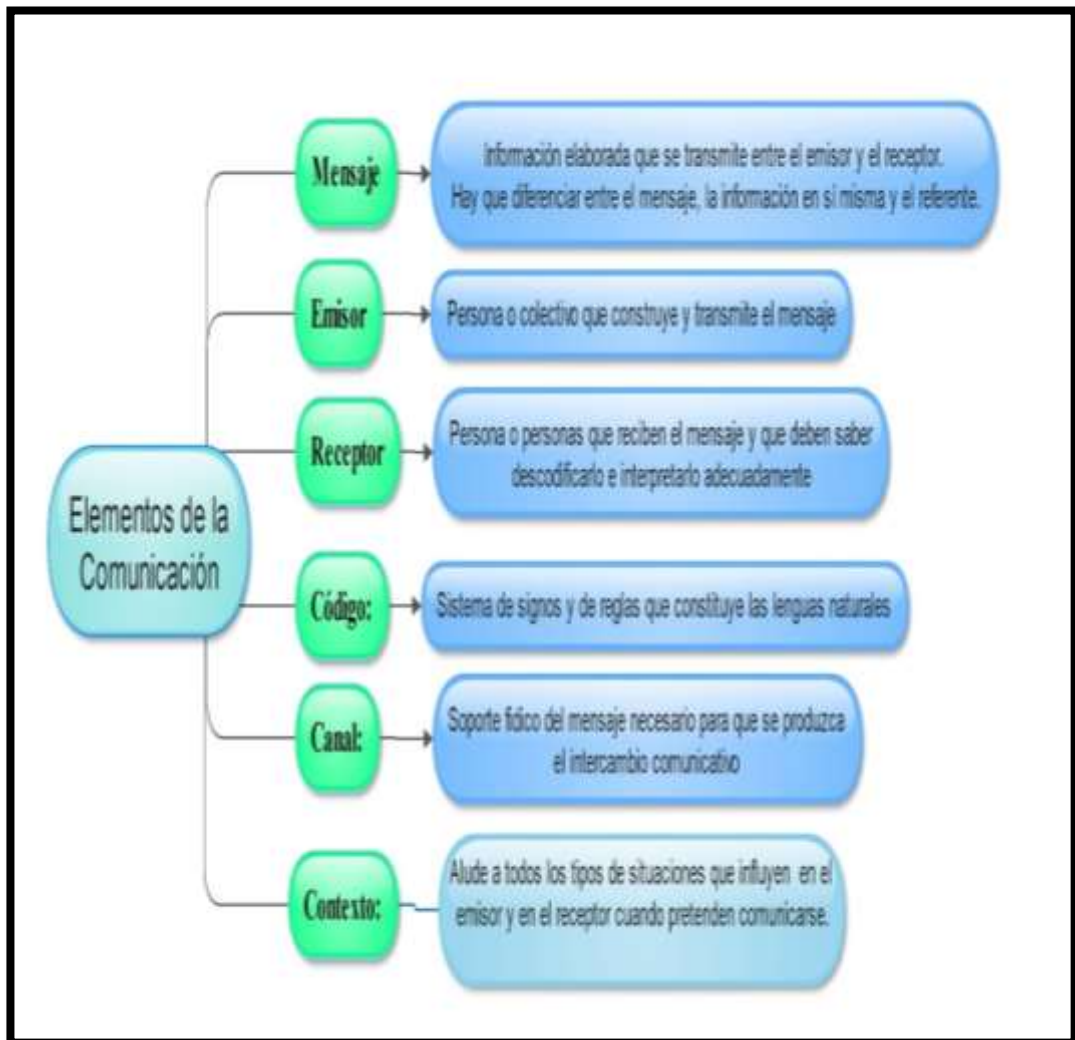 Elementos de la
Comunicación
Mensaje
Información elaborada que se transmite entre el emisor y el receptor.
Hay que diferenciar entre el mensaje, la información en sí misma y el referente.
Emisor
Persona o colectivo que construye y transmite el mensaje
Receptor
Persona o personas que reciben el mensaje y que deben saber
descodificarlo e interpretarlo adecuadamente
Código:
Sistema de signos y de reglas que constituye las lenguas naturales
Canal:
Soporte fidico del mensaje necesario para que se produzca
el intercambio comunicativo
Contexto:
Alude a todos los tipos de situaciones que influyen en el
emisor y en el receptor cuando pretenden comunicarse.